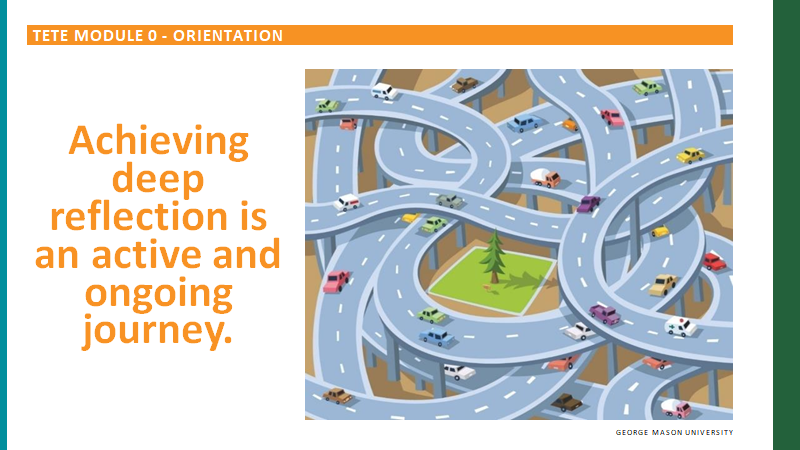 TETE MODULE 0 - ORIENTATION
Achieving
deep
reflection is
an active and
ongoing
journey.
GEORGE MASON UNIVERSITY